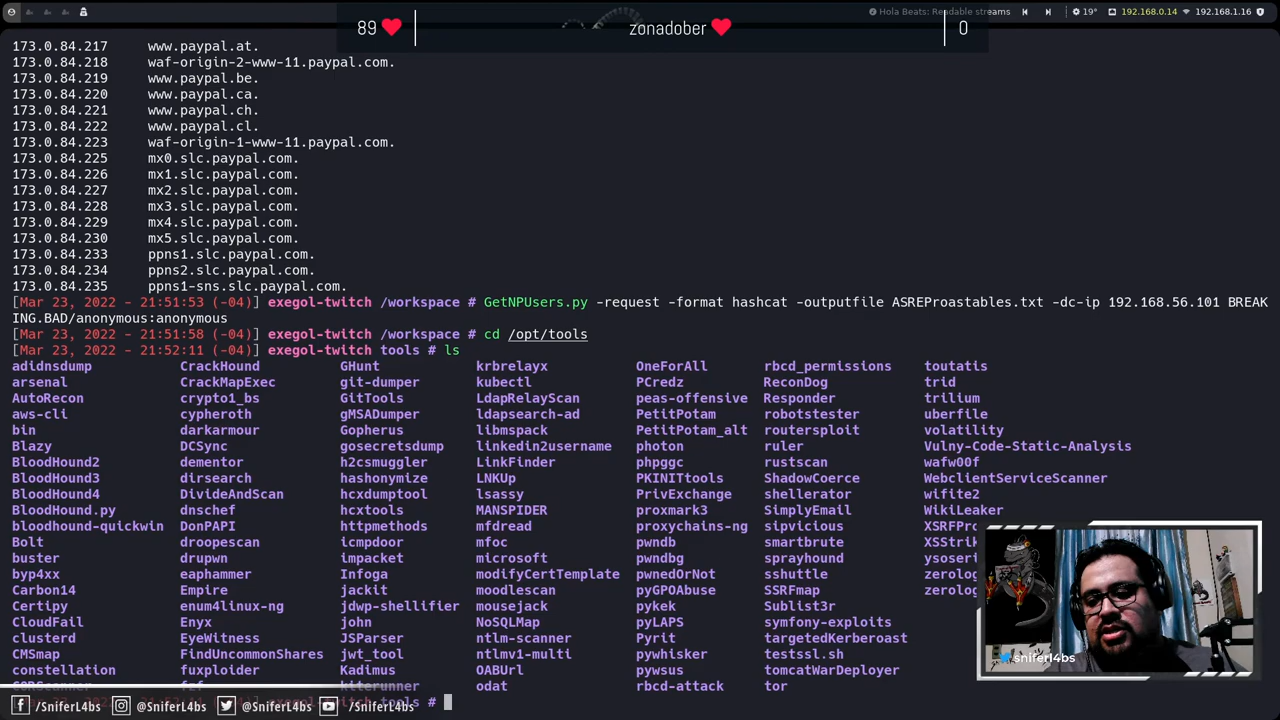 Hola Beats: Readable streams
19°
192.168.0.14
192.168.1.16
89
zonadober
0
173.0.84.217 www.paypal.at.
173.0.84.218 waf-origin-2-www-11.paypal.com.
173.0.84.219 www.paypal.be.
173.0.84.220 www.paypal.ca.
173.0.84.221 www.paypal.ch.
173.0.84.222 www.paypal.cl.
173.0.84.223 waf-origin-1-www-11.paypal.com.
173.0.84.225 mx0.slc.paypal.com.
173.0.84.226 mx1.slc.paypal.com.
173.0.84.227 mx2.slc.paypal.com.
173.0.84.228 mx3.slc.paypal.com.
173.0.84.229 mx4.slc.paypal.com.
173.0.84.230 mx5.slc.paypal.com.
173.0.84.233 ppns1.slc.paypal.com.
173.0.84.234 ppns2.slc.paypal.com.
173.0.84.235 ppns1-sns.slc.paypal.com.
[Mar 23, 2022 - 21:51:53 (-04)] exegol-twitch /workspace # GetNPUsers.py -request -format hashcat -outputfile ASREProastables.txt -dc-ip 192.168.56.101 BREAK
ING.BAD/anonymous:anonymous
[Mar 23, 2022 - 21:51:58 (-04)] exegol-twitch /workspace # cd /opt/tools
[Mar 23, 2022 - 21:52:11 (-04)] exegol-twitch tools # ls
adidnsdump CrackHound GHunt krbrelayx OneForAll rbcd_permissions toutatis
arsenal CrackMapExec git-dumper kubectl PCredz ReconDog trid
AutoRecon crypto1_bs GitTools LdapRelayScan peas-offensive Responder trilium
aws-cli cypheroth gMSADumper ldapsearch-ad PetitPotam robotstester uberfile
bin darkarmour Gopherus libmspack PetitPotam_alt routersploit volatility
Blazy DCSync gosecretsdump linkedin2username photon ruler Vulny-Code-Static-Analysis
BloodHound2 dementor h2csmuggler LinkFinder phpggc rustscan wafw00f
BloodHound3 dirsearch hashonymize LNKUp PKINITtools ShadowCoerce WebclientServiceScanner
BloodHound4 DivideAndScan hcxdumptool lsassy PrivExchange shellerator wifite2
BloodHound.py dnschef hcxtools MANSPIDER proxmark3 SimplyEmail WikiLeaker
bloodhound-quickwin DonPAPI httpmethods mfdread proxychains-ng sipvicious XSRFPro
Bolt droopescan icmpdoor mfoc pwndb smartbrute XSStrik
buster drupwn impacket microsoft pwndbg sprayhound ysoseri
byp4xx eaphammer Infoga modifyCertTemplate pwnedOrNot sshuttle zerolog
Carbon14 Empire jackit moodlescan pyGPOAbuse SSRFmap zerolog
Certipy enum4linux-ng jdwp-shellifier mousejack pykek Sublist3r
CloudFail Enyx john NoSQLMap pyLAPS symfony-exploits
clusterd EyeWitness JSParser ntlm-scanner Pyrit targetedKerberoast
CMSmap FindUncommonShares jwt_tool ntlmv1-multi pywhisker testssl.sh
constellation fuxploider Kadimus OABUrl pywsus tomcatWarDeployer
CORScanner fzf kiterunner odat rbcd-attack tor
tools #
/SniferL4bs @SniferL4bs @SniferL4bs /SniferL4bs
sniferl4bs